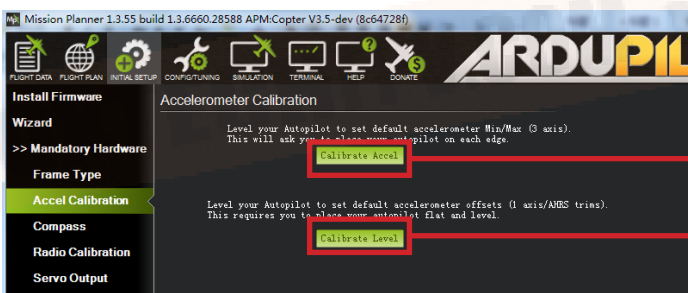 Mission Planner 1.3.55 build 1.3.6660.28588 APM:Copter V3.5-dev (8c64728f)
FLIGHT DATA FLIGHT PLAN INITIAL SETUP CONFIG/TUNING SIMULATION TERMINAL HELP DONATE
ARDUPIL
Install Firmware
Wizard
>> Mandatory Hardware
Frame Type
Accel Calibration
Compass
Radio Calibration
Servo Output
Accelerometer Calibration
Level your Autopilot to set default accelerometer Min/Max (3 axis).
This will ask you to place your autopilot on each edge.
Calibrate Accel
Level your Autopilot to set default accelerometer offsets (1 axis/AHRS trims).
This requires you to place your autopilot flat and level.
Calibrate Level